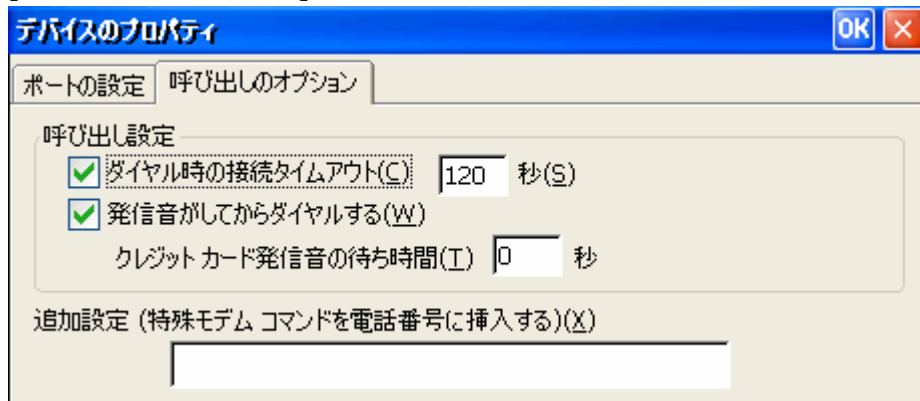 デバイスのプロパティ OK
ポートの設定 呼び出しのオプション
呼び出し設定
ダイヤル時の接続タイムアウト(C) 120 秒(S)
発信音がしてからダイヤルする(W)
クレジット カード発信音の待ち時間(T) 0 秒
追加設定 (特殊モデム コマンドを電話番号に挿入する)(X)